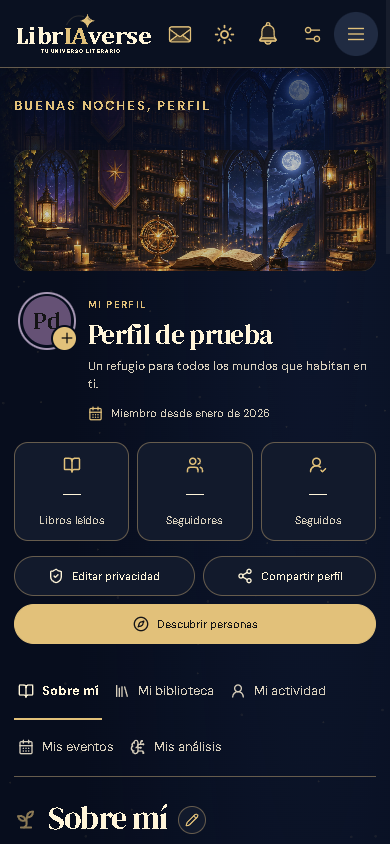 LibrIAverse
TU UNIVERSO LITERARIO
BUENAS NOCHES, PERFIL
Pd
MI PERFIL
Perfil de prueba
Un refugio para todos los mundos que habitan en
ti.
Miembro desde enero de 2026
— — —
Libros leídos Seguidores Seguidos
Editar privacidad Compartir perfil
Descubrir personas
Sobre mí Mi biblioteca Mi actividad
Mis eventos Mis análisis
Sobre mí